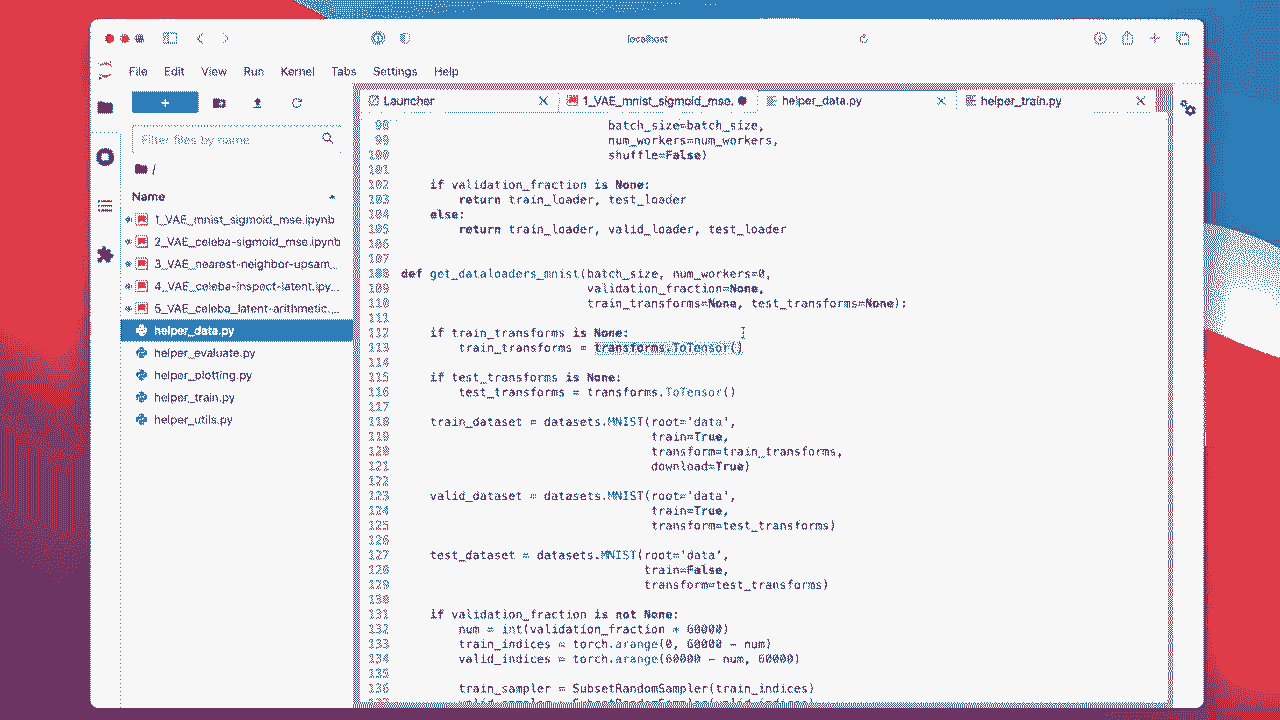 localhost
File Edit View Run Kernel Tabs Settings Help
+
Launcher
1_VAE_mnist_sigmoid_mse.
helper_data.py
helper_train.py
Filter files by name
/
Name
1_VAE_mnist_sigmoid_mse.ipynb
2_VAE_celeba-sigmoid_mse.ipynb
3_VAE_nearest-neighbor-upsam...
4_VAE_celeba-inspect-latent.ipy...
5_VAE_celeba_latent-arithmetic....
helper_data.py
helper_evaluate.py
helper_plotting.py
helper_train.py
helper_utils.py
98 batch_size=batch_size,
99 num_workers=num_workers,
100 shuffle=False)
101
102 if validation_fraction is None:
103 return train_loader, test_loader
104 else:
105 return train_loader, valid_loader, test_loader
106
107
108 def get_dataloaders_mnist(batch_size, num_workers=0,
109 validation_fraction=None,
110 train_transforms=None, test_transforms=None):
111
112 if train_transforms is None:
113 train_transforms = transforms.ToTensor()
114
115 if test_transforms is None:
116 test_transforms = transforms.ToTensor()
117
118 train_dataset = datasets.MNIST(root='data',
119 train=True,
120 transform=train_transforms,
121 download=True)
122
123 valid_dataset = datasets.MNIST(root='data',
124 train=True,
125 transform=test_transforms)
126
127 test_dataset = datasets.MNIST(root='data',
128 train=False,
129 transform=test_transforms)
130
131 if validation_fraction is not None:
132 num = int(validation_fraction * 60000)
133 train_indices = torch.arange(0, 60000 - num)
134 valid_indices = torch.arange(60000 - num, 60000)
135
136 train_sampler = SubsetRandomSampler(train_indices)